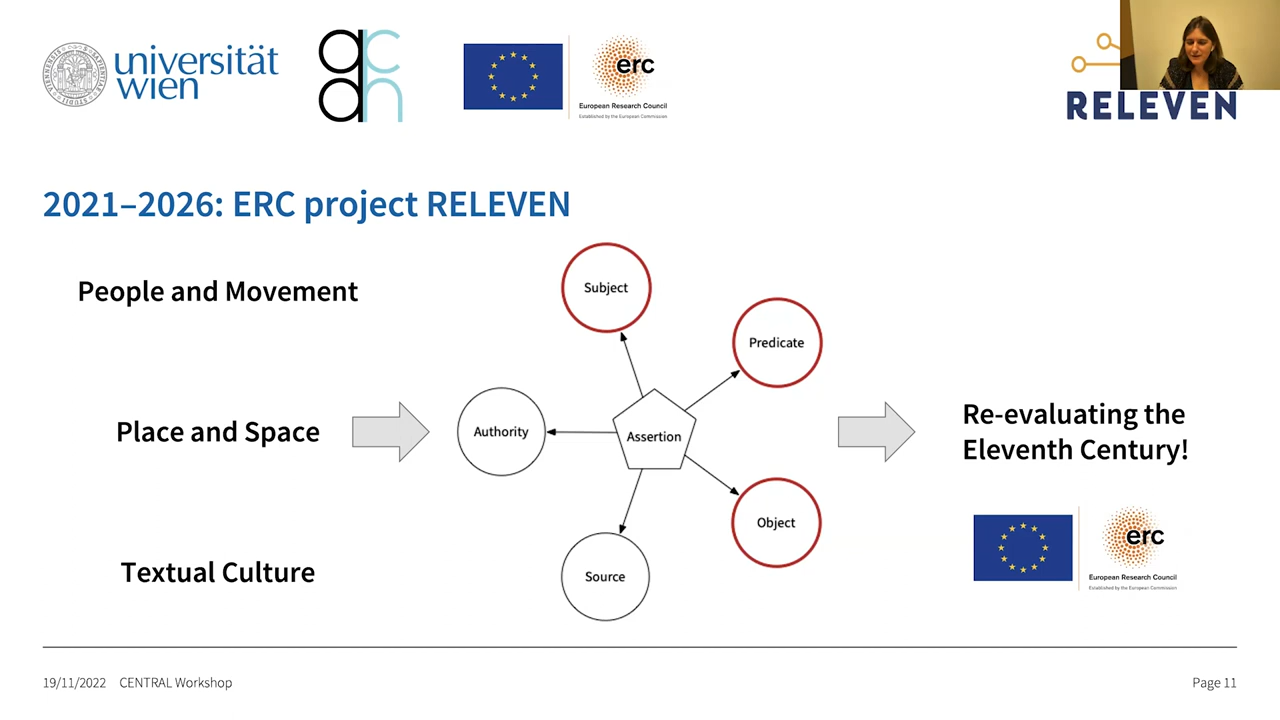 universität
wien
acdh
erc
European Research Council
Established by the European Commission
RELEVEN
2021–2026: ERC project RELEVEN
People and Movement
Place and Space
Textual Culture
Subject
Predicate
Authority
Assertion
Object
Source
Re-evaluating the
Eleventh Century!
erc
European Research Council
Established by the European Commission
19/11/2022 CENTRAL Workshop
Page 11